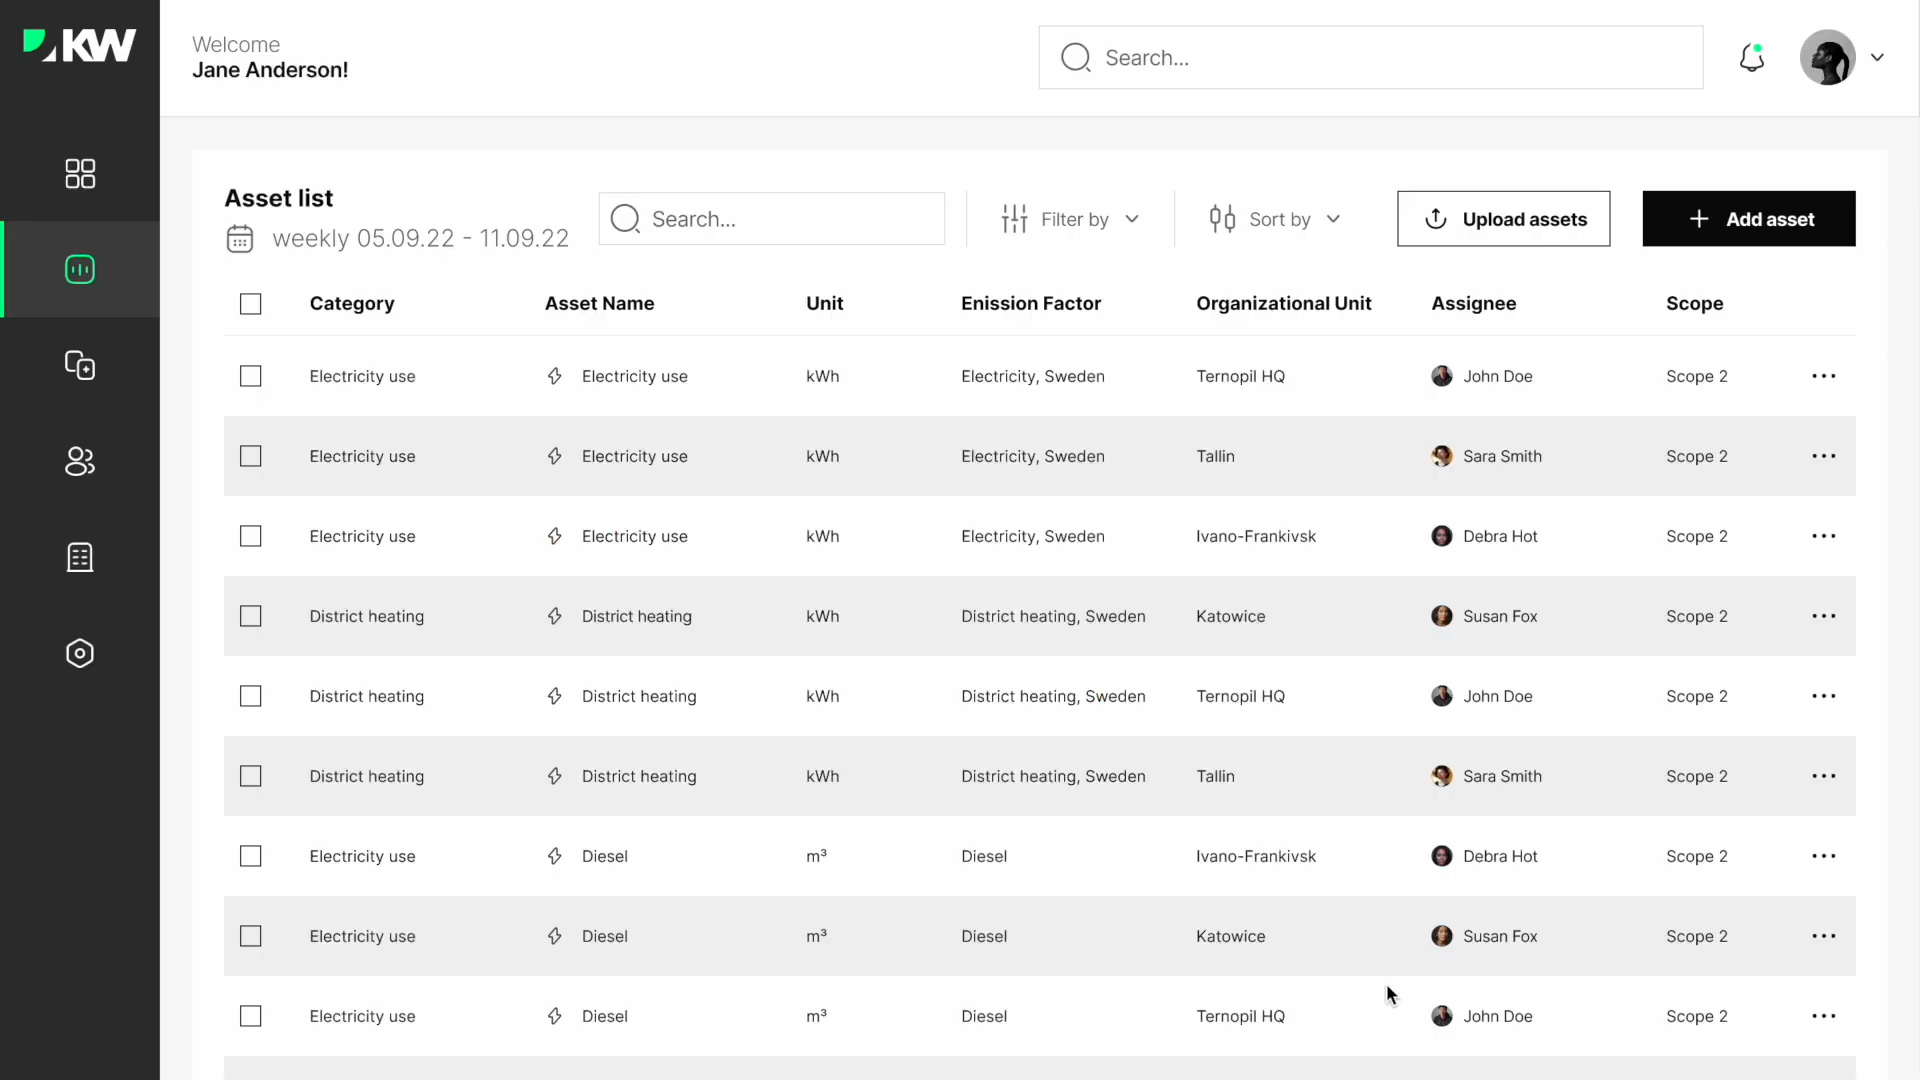 KW
Welcome
Jane Anderson!
Search...
Asset list
weekly 05.09.22 - 11.09.22
Search...
Filter by
Sort by
Upload assets
Add asset
Category Asset Name Unit Enission Factor Organizational Unit Assignee Scope
Electricity use Electricity use kWh Electricity, Sweden Ternopil HQ John Doe Scope 2
Electricity use Electricity use kWh Electricity, Sweden Tallin Sara Smith Scope 2
Electricity use Electricity use kWh Electricity, Sweden Ivano-Frankivsk Debra Hot Scope 2
District heating District heating kWh District heating, Sweden Katowice Susan Fox Scope 2
District heating District heating kWh District heating, Sweden Ternopil HQ John Doe Scope 2
District heating District heating kWh District heating, Sweden Tallin Sara Smith Scope 2
Electricity use Diesel m³ Diesel Ivano-Frankivsk Debra Hot Scope 2
Electricity use Diesel m³ Diesel Katowice Susan Fox Scope 2
Electricity use Diesel m³ Diesel Ternopil HQ John Doe Scope 2